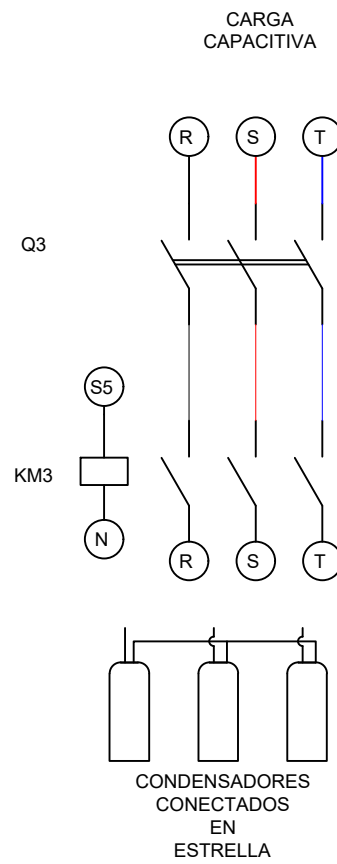 CARGA
CAPACITIVA
R S T
Q3
S5
KM3
N
R S T
CONDENSADORES
CONECTADOS
EN
ESTRELLA